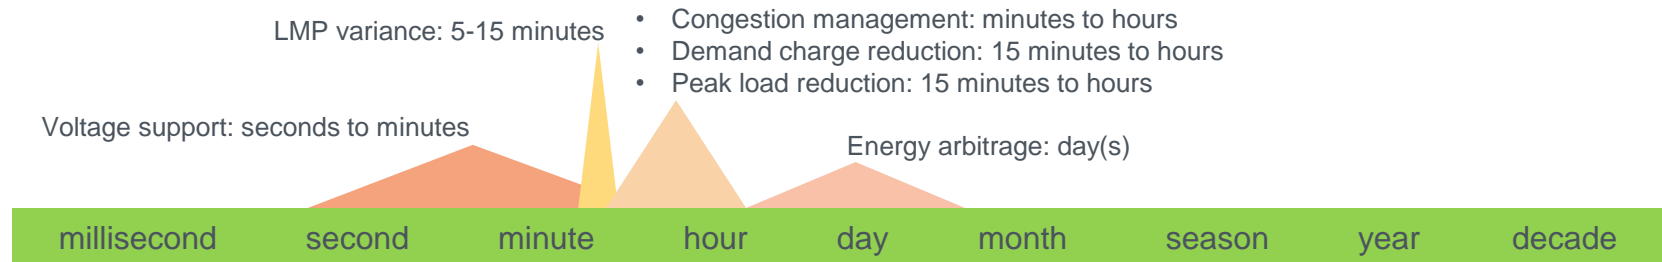 LMP variance: 5-15 minutes
• Congestion management: minutes to hours
• Demand charge reduction: 15 minutes to hours
• Peak load reduction: 15 minutes to hours
Voltage support: seconds to minutes
Energy arbitrage: day(s)
millisecond second minute hour day month season year decade